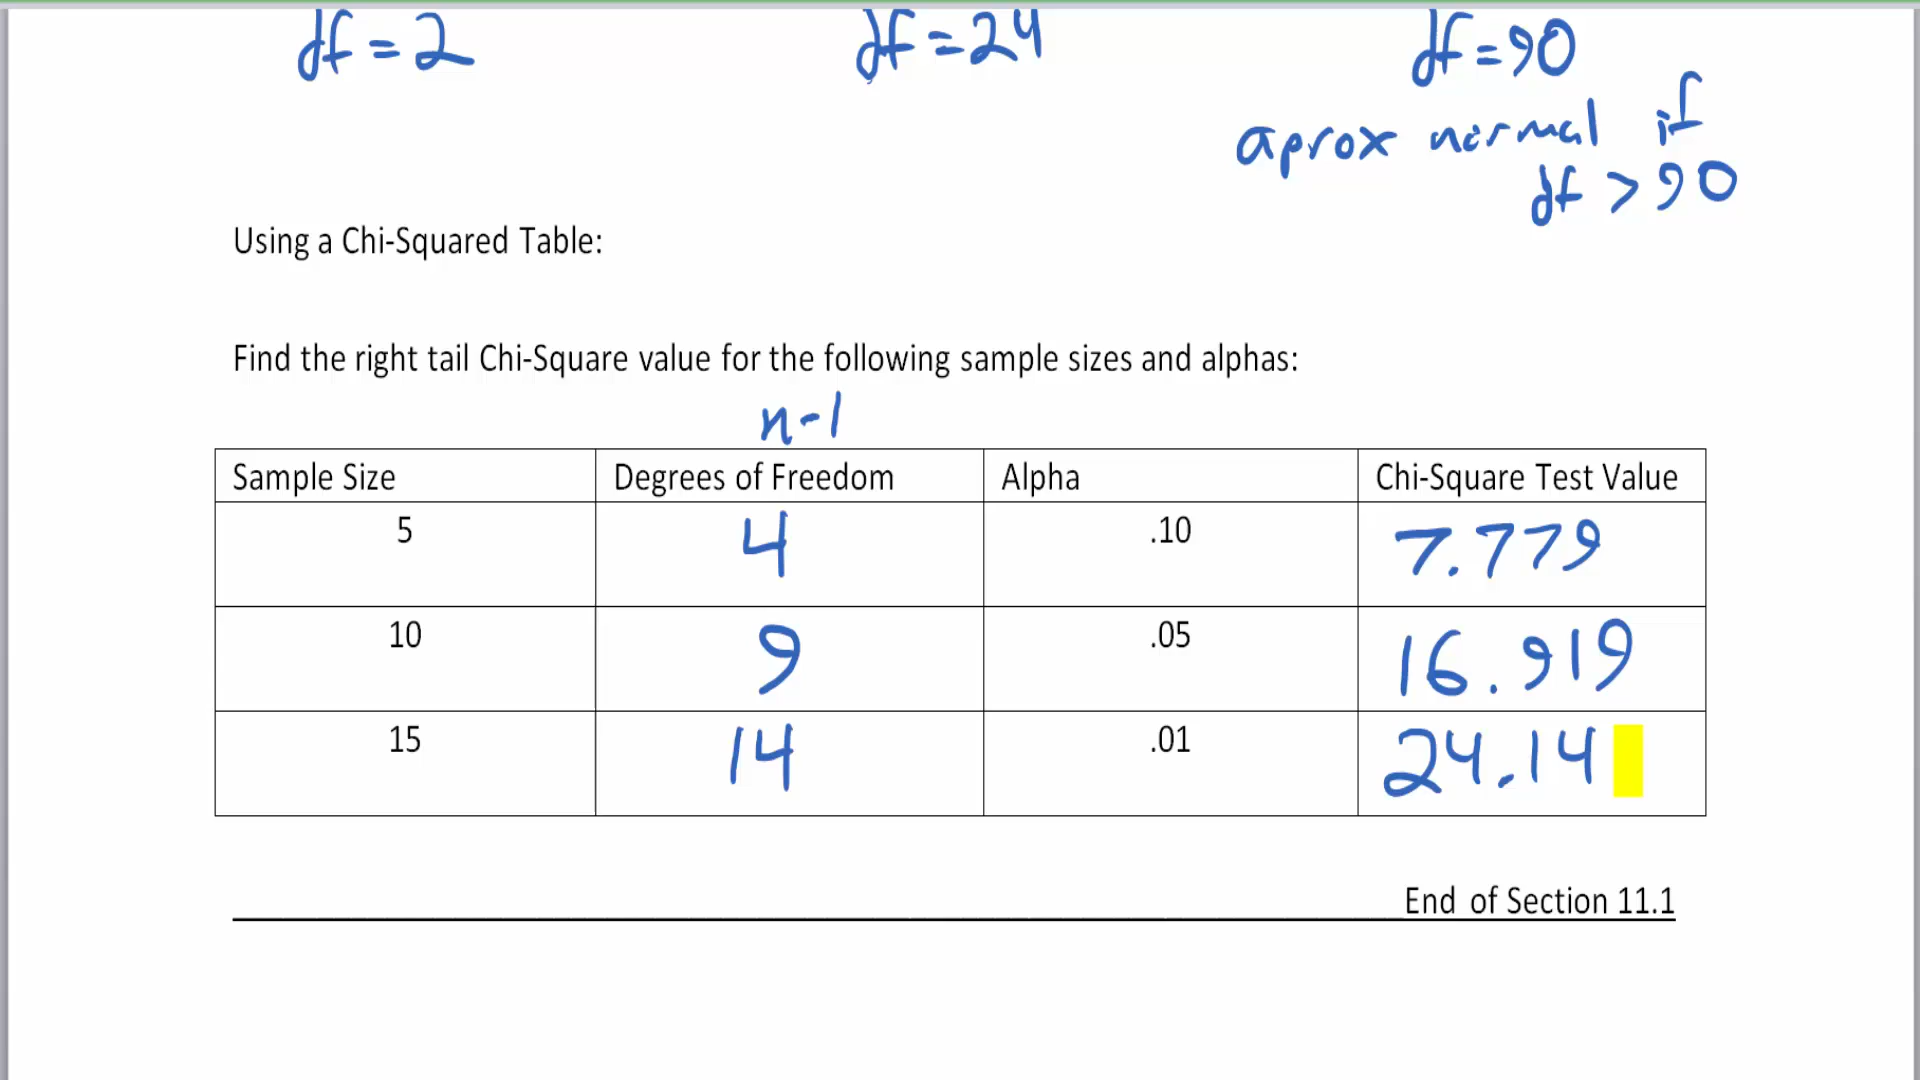 df = 2 df = 24 df = 90
aprox normal if
df > 90
Using a Chi-Squared Table:
Find the right tail Chi-Square value for the following sample sizes and alphas:
n-1
Sample Size Degrees of Freedom Alpha Chi-Square Test Value
5 4 .10 7.779
10 9 .05 16.919
15 14 .01 24.14
End of Section 11.1